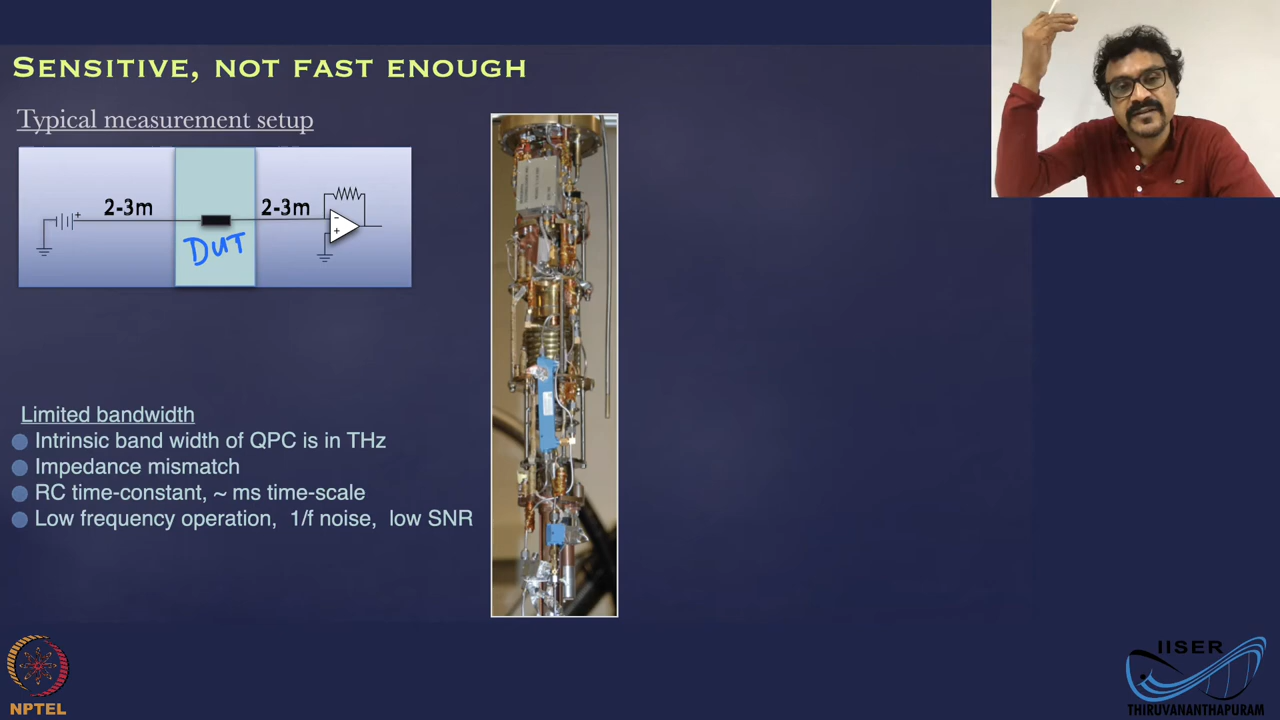 SENSITIVE, NOT FAST ENOUGH
Typical measurement setup
2-3m
2-3m
DUT
Limited bandwidth
Intrinsic band width of QPC is in THz
Impedance mismatch
RC time-constant, ~ ms time-scale
Low frequency operation, 1/f noise, low SNR
NPTEL
IISER
THIRUVANANTHAPURAM